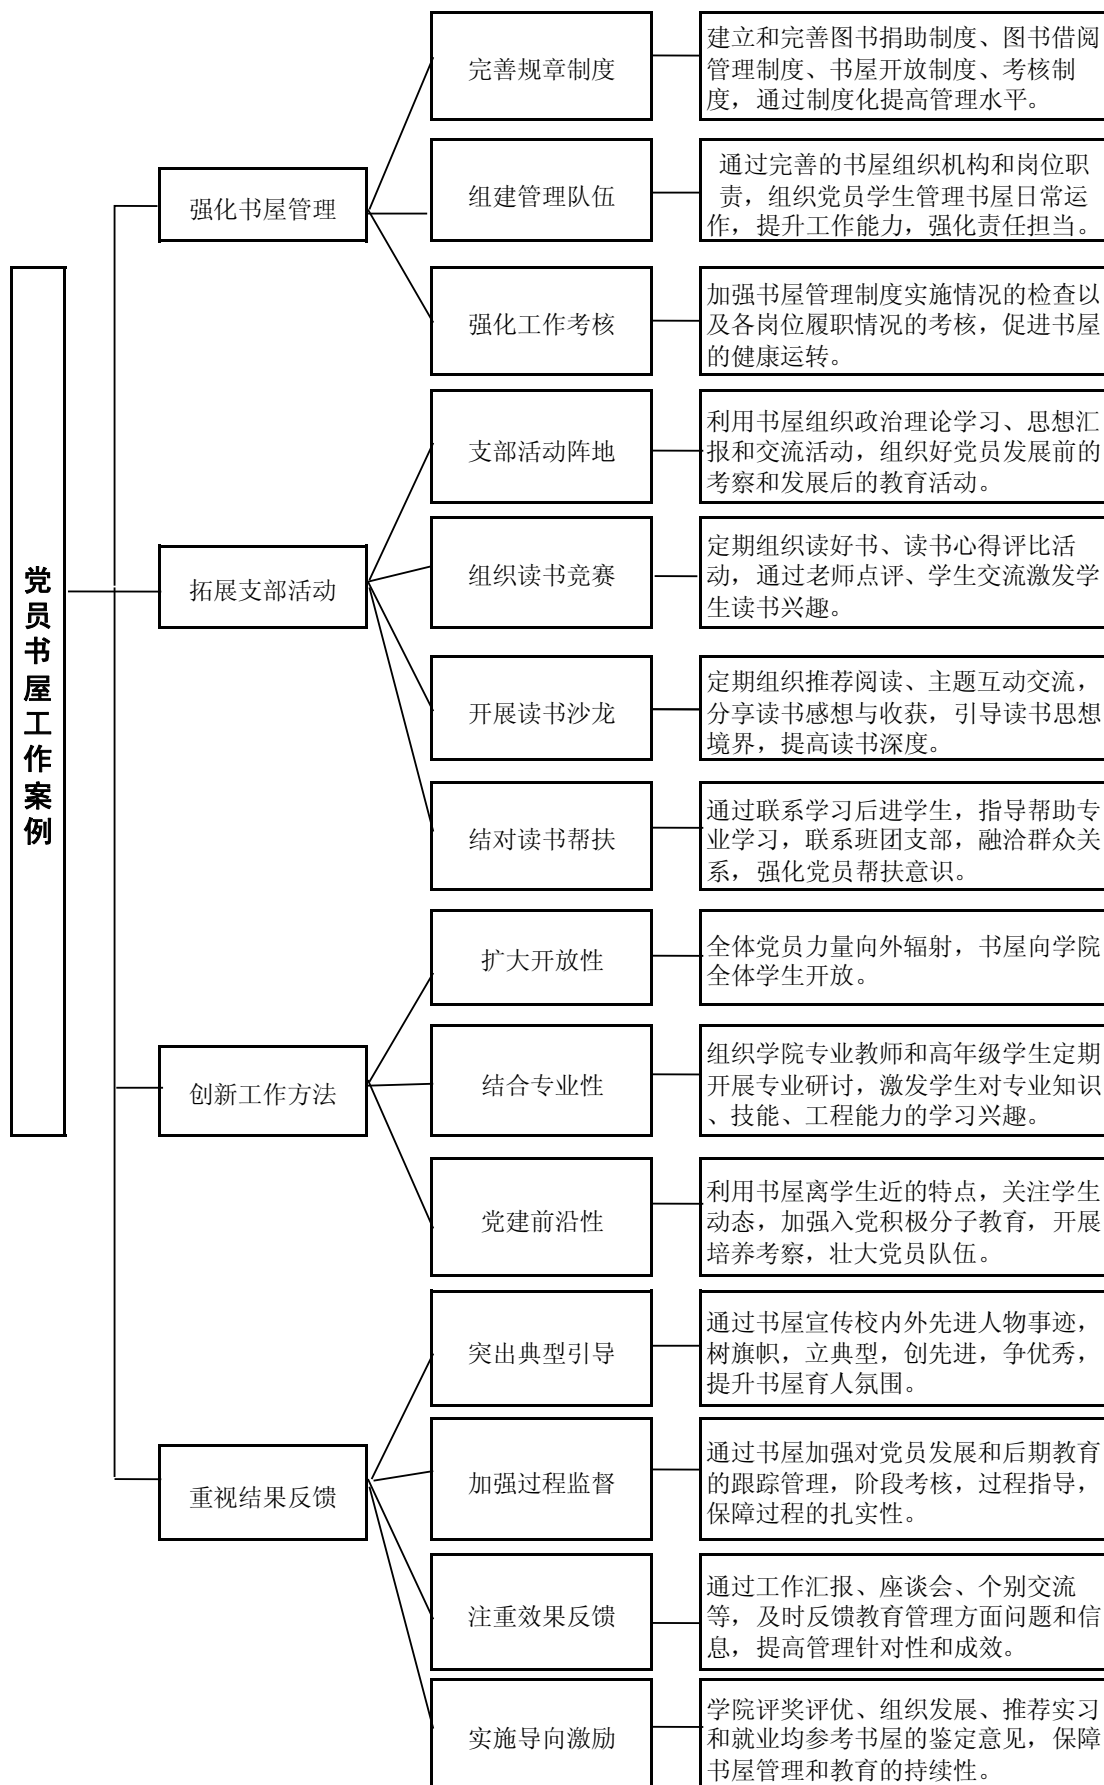 党员书屋工作案例
强化书屋管理
完善规章制度
建立和完善图书捐助制度、图书借阅
管理制度、书屋开放制度、考核制
度，通过制度化提高管理水平。
组建管理队伍
通过完善的书屋组织机构和岗位职
责，组织党员学生管理书屋日常运
作，提升工作能力，强化责任担当。
强化工作考核
加强书屋管理制度实施情况的检查以
及各岗位履职情况的考核，促进书屋
的健康运转。
拓展支部活动
支部活动阵地
利用书屋组织政治理论学习、思想汇
报和交流活动，组织好党员发展前的
考察和发展后的教育活动。
组织读书竞赛
定期组织读好书、读书心得评比活
动，通过老师点评、学生交流激发学
生读书兴趣。
开展读书沙龙
定期组织推荐阅读、主题互动交流，
分享读书感想与收获，引导读书思想
境界，提高读书深度。
结对读书帮扶
通过联系学习后进学生，指导帮助专
业学习，联系班团支部，融洽群众关
系，强化党员帮扶意识。
创新工作方法
扩大开放性
全体党员力量向外辐射，书屋向学院
全体学生开放。
结合专业性
组织学院专业教师和高年级学生定期
开展专业研讨，激发学生对专业知识
、技能、工程能力的学习兴趣。
党建前沿性
利用书屋离学生近的特点，关注学生
动态，加强入党积极分子教育，开展
培养考察，壮大党员队伍。
重视结果反馈
突出典型引导
通过书屋宣传校内外先进人物事迹，
树旗帜，立典型，创先进，争优秀，
提升书屋育人氛围。
加强过程监督
通过书屋加强对党员发展和后期教育
的跟踪管理，阶段考核，过程指导，
保障过程的扎实性。
注重效果反馈
通过工作汇报、座谈会、个别交流
等，及时反馈教育管理方面问题和信
息，提高管理针对性和成效。
实施导向激励
学院评奖评优、组织发展、推荐实习
和就业均参考书屋的鉴定意见，保障
书屋管理和教育的持续性。